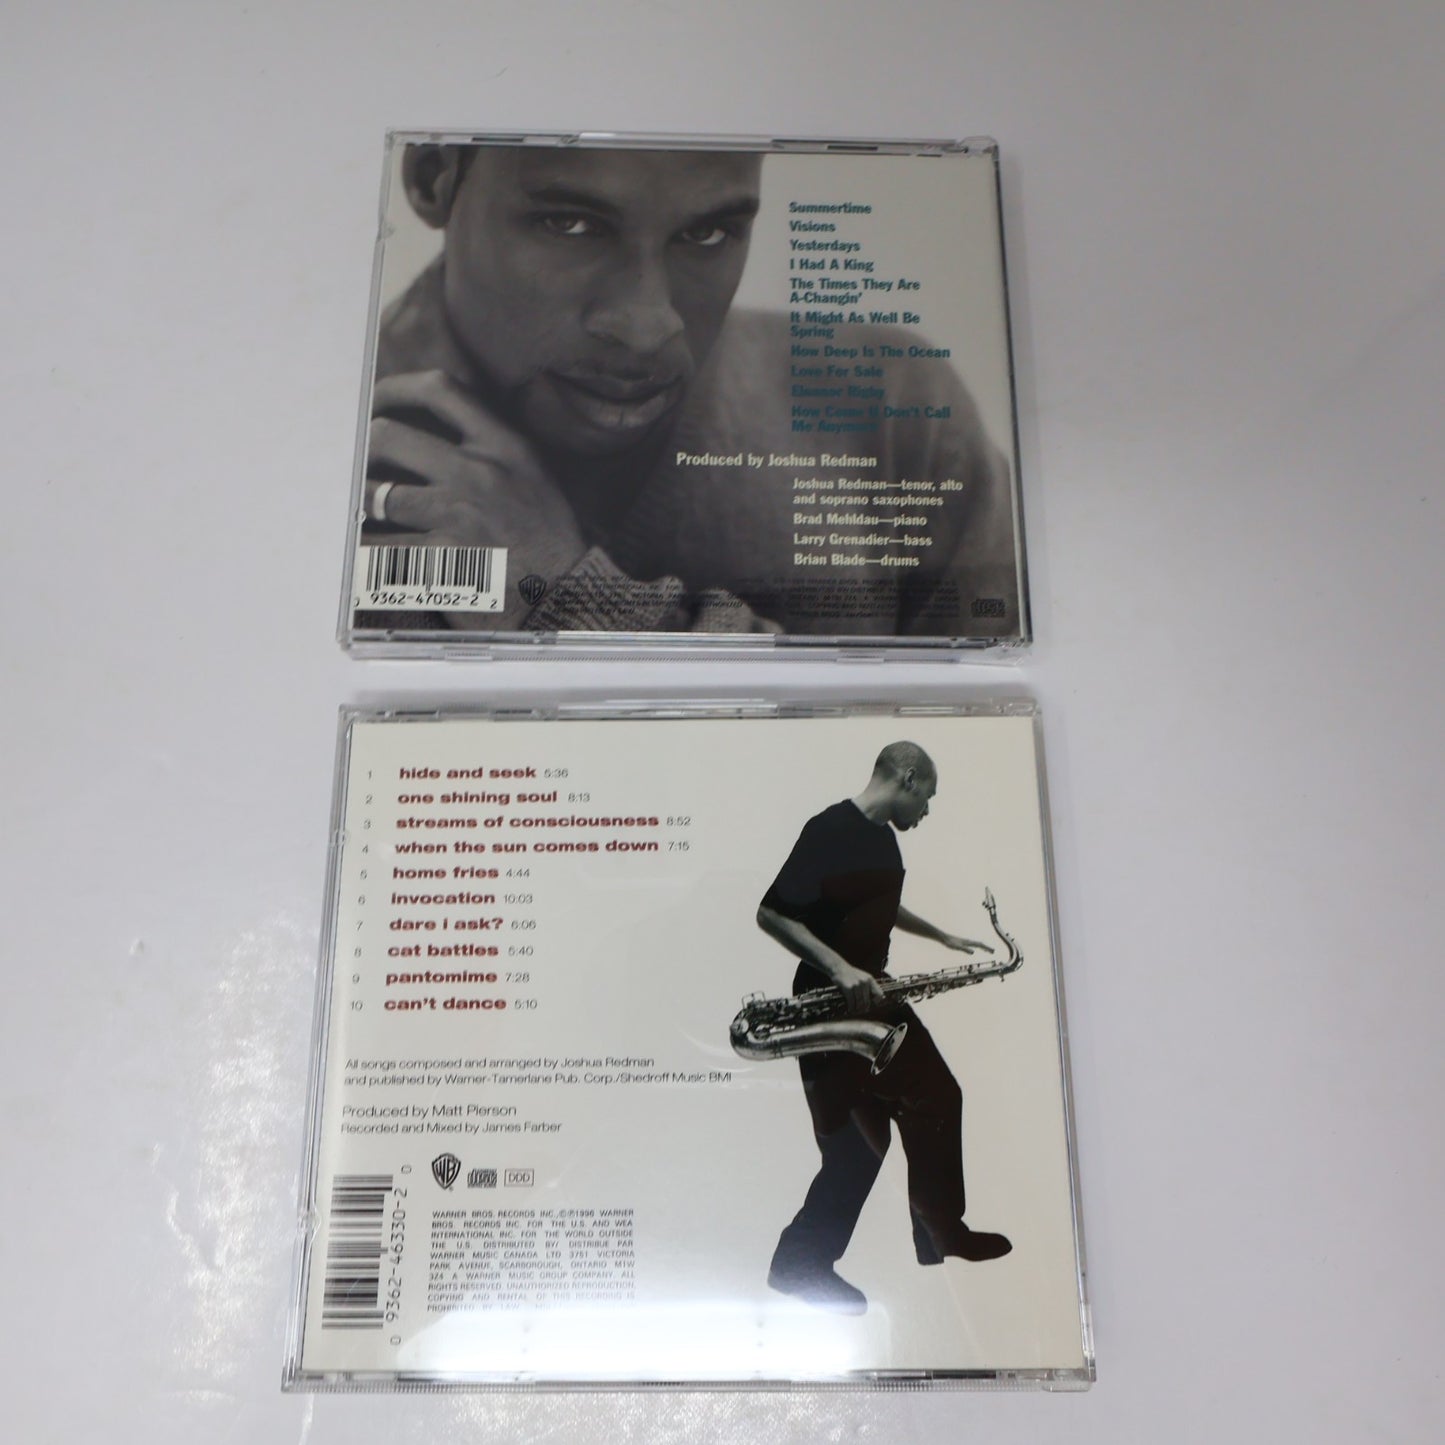 Summertime
Visions
Yesterdays
I Had A King
The Times They Are
A-Changin'
It Might As Well Be
Spring
How Deep Is The Ocean
Love For Sale
Eleanor Rigby
How Come U Don't Call
Me Anymore
Produced by Joshua Redman
Joshua Redman—tenor, alto
and soprano saxophones
Brad Mehldau—piano
Larry Grenadier—bass
Brian Blade—drums
9362-47052-2 2
WB
1 hide and seek 5:36
2 one shining soul 8:13
3 streams of consciousness 8:52
4 when the sun comes down 7:15
5 home fries 4:44
6 invocation 10:03
7 dare i ask? 6:06
8 cat battles 5:40
9 pantomime 7:28
10 can't dance 5:10
All songs composed and arranged by Joshua Redman
and published by Warner-Tamerlane Pub. Corp./Shedroff Music BMI
Produced by Matt Pierson
Recorded and Mixed by James Farber
WB DDD
0 9362-46330-2 0
WARNER BROS. RECORDS INC.,©℗1998 WARNER
BROS. RECORDS INC. FOR THE U.S. AND WEA
INTERNATIONAL INC. FOR THE WORLD OUTSIDE
THE U.S. DISTRIBUTED BY/ DISTRIBUE PAR
WARNER MUSIC CANADA LTD 3751 VICTORIA
PARK AVENUE, SCARBOROUGH, ONTARIO M1W
3Z4 A WARNER MUSIC GROUP COMPANY. ALL
RIGHTS RESERVED. UNAUTHORIZED REPRODUCTION,
COPYING AND RENTAL OF THIS RECORDING IS
PROHIBITED BY LAW.